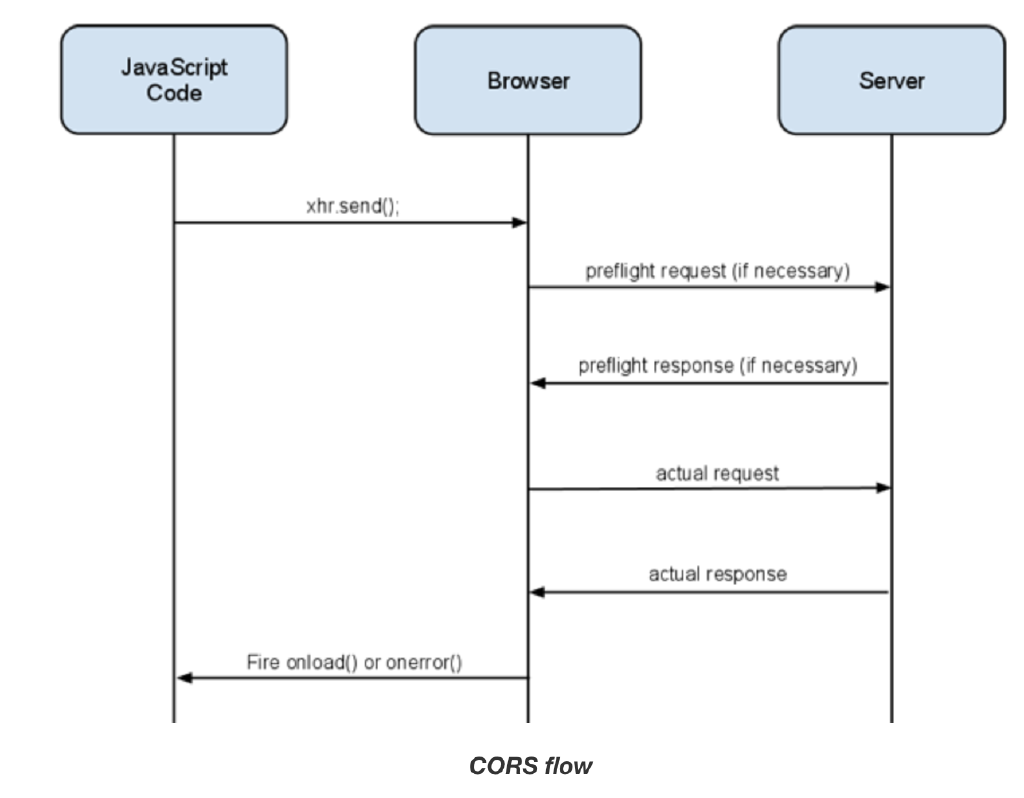 JavaScript
Code
Browser
Server
xhr.send();
preflight request (if necessary)
preflight response (if necessary)
actual request
actual response
Fire onload() or onerror()
CORS flow